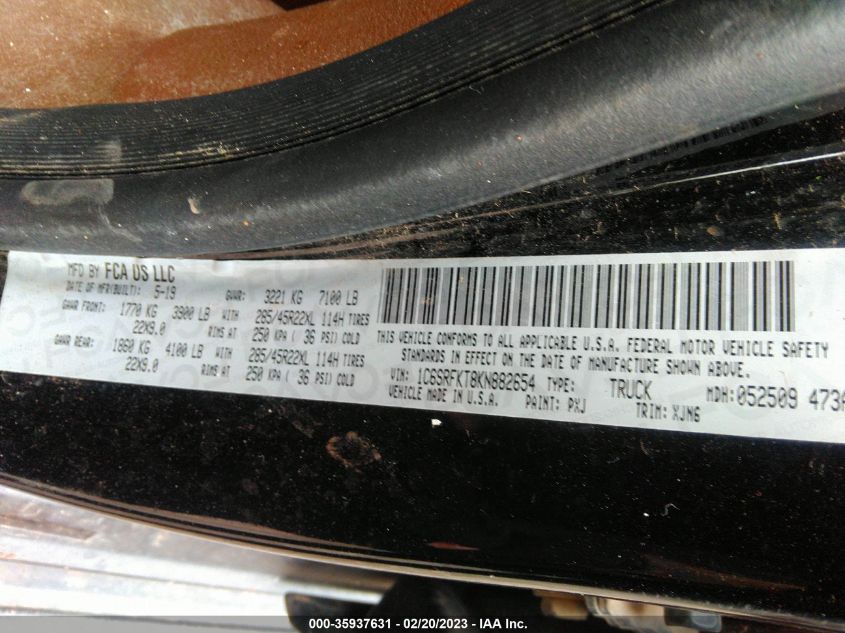 MFD BY FCA US LLC
DATE OF MFR(BUILT): 5-19 GVWR: 3221 KG 7100 LB
GAWR FRONT: 1770 KG 3900 LB WITH 285/45R22XL 114H TIRES
22X9.0 RIMS AT 250 KPA ( 36 PSI) COLD
GAWR REAR: 1860 KG 4100 LB WITH 285/45R22XL 114H TIRES
22X9.0 RIMS AT 250 KPA ( 36 PSI) COLD
THIS VEHICLE CONFORMS TO ALL APPLICABLE U.S.A. FEDERAL MOTOR VEHICLE SAFETY
STANDARDS IN EFFECT ON THE DATE OF MANUFACTURE SHOWN ABOVE.
VIN: 1C6SRFKT8KN882654 TYPE: TRUCK MDH: 052509 473
VEHICLE MADE IN U.S.A. PAINT: PXJ TRIM: XJN6
000-35937631 / 02/20/2023 - IAA Inc.